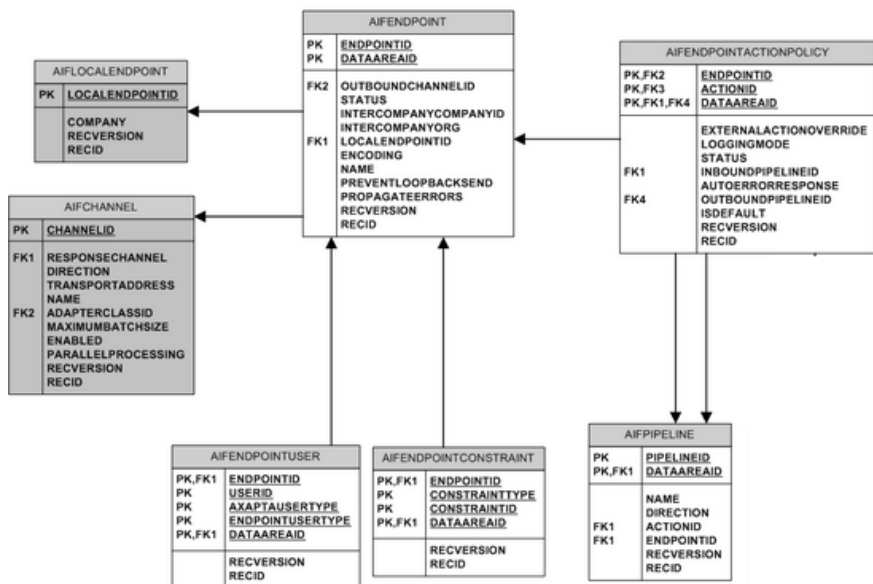 AIFENDPOINT
PK ENDPOINTID
PK DATAAREAID
FK2 OUTBOUNDCHANNELID
STATUS
INTERCOMPANYCOMPANYID
INTERCOMPANYORG
FK1 LOCALENDPOINTID
ENCODING
NAME
PREVENTLOOPBACKSEND
PROPAGATEERRORS
RECVERSION
RECID
AIFENDPOINTACTIONPOLICY
PK,FK2 ENDPOINTID
PK,FK3 ACTIONID
PK,FK1,FK4 DATAAREAID
EXTERNALACTIONOVERRIDE
LOGGINGMODE
STATUS
FK1 INBOUNDPIPELINEID
AUTOERRORRESPONSE
FK4 OUTBOUNDPIPELINEID
ISDEFAULT
RECVERSION
RECID
AIFLOCALENDPOINT
PK LOCALENDPOINTID
COMPANY
RECVERSION
RECID
AIFCHANNEL
PK CHANNELID
FK1 RESPONSECHANNEL
DIRECTION
TRANSPORTADDRESS
NAME
FK2 ADAPTERCLASSID
MAXIMUMBATCHSIZE
ENABLED
PARALLELPROCESSING
RECVERSION
RECID
AIFENDPOINTUSER
PK,FK1 ENDPOINTID
PK USERID
PK AXAPTAUSERTYPE
PK ENDPOINTUSERTYPE
PK,FK1 DATAAREAID
RECVERSION
RECID
AIFENDPOINTCONSTRAINT
PK,FK1 ENDPOINTID
PK CONSTRAINTTYPE
PK CONSTRAINTID
PK,FK1 DATAAREAID
RECVERSION
RECID
AIFPIPELINE
PK PIPELINEID
PK,FK1 DATAAREAID
NAME
DIRECTION
FK1 ACTIONID
FK1 ENDPOINTID
RECVERSION
RECID